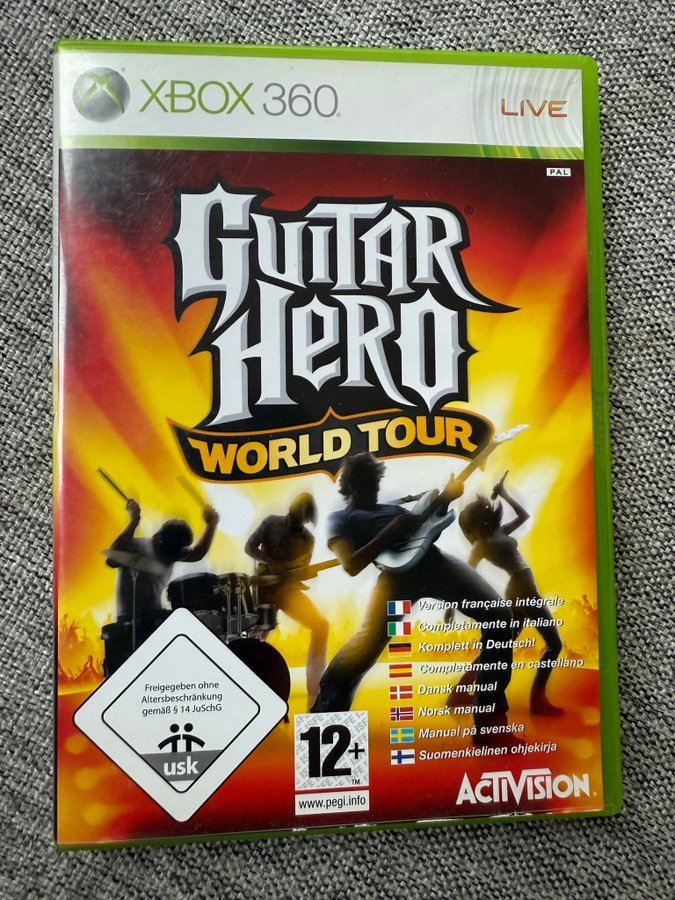 XBOX 360
LIVE
PAL
GUITAR
HERO
WORLD TOUR
Version française intégrale
Completamente in italiano
Komplett in Deutsch!
Completamente en castellano
Dansk manual
Norsk manual
Manual på svenska
Suomenkielinen ohjekirja
Freigegeben ohne
Altersbeschränkung
gemäß § 14 JuSchG
usk
12+
www.pegi.info
ACTIVISION